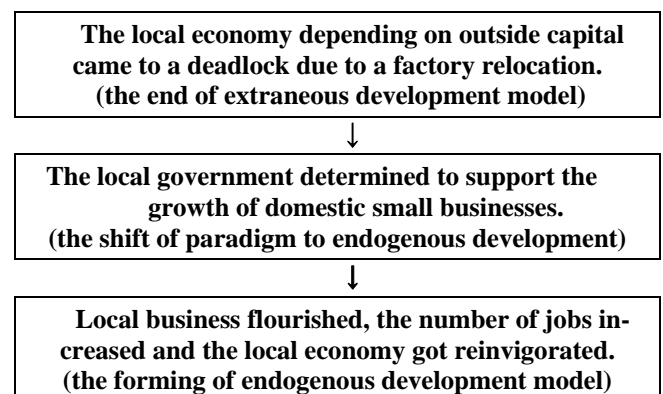 The local economy depending on outside capital
came to a deadlock due to a factory relocation.
(the end of extraneous development model)
↓
The local government determined to support the
growth of domestic small businesses.
(the shift of paradigm to endogenous development)
↓
Local business flourished, the number of jobs in-
creased and the local economy got reinvigorated.
(the forming of endogenous development model)